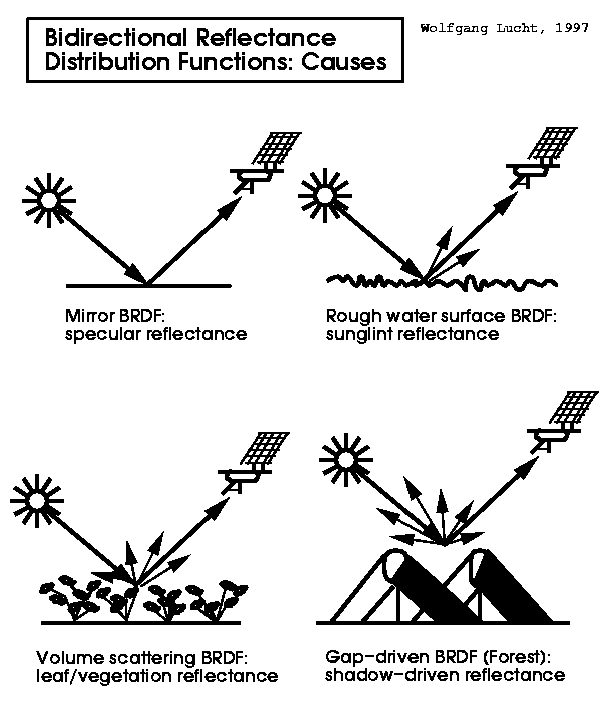 Bidirectional Reflectance
Distribution Functions: Causes
Wolfgang Lucht, 1997
Mirror BRDF:
specular reflectance
Rough water surface BRDF:
sunglint reflectance
Volume scattering BRDF:
leaf/vegetation reflectance
Gap-driven BRDF (Forest):
shadow-driven reflectance